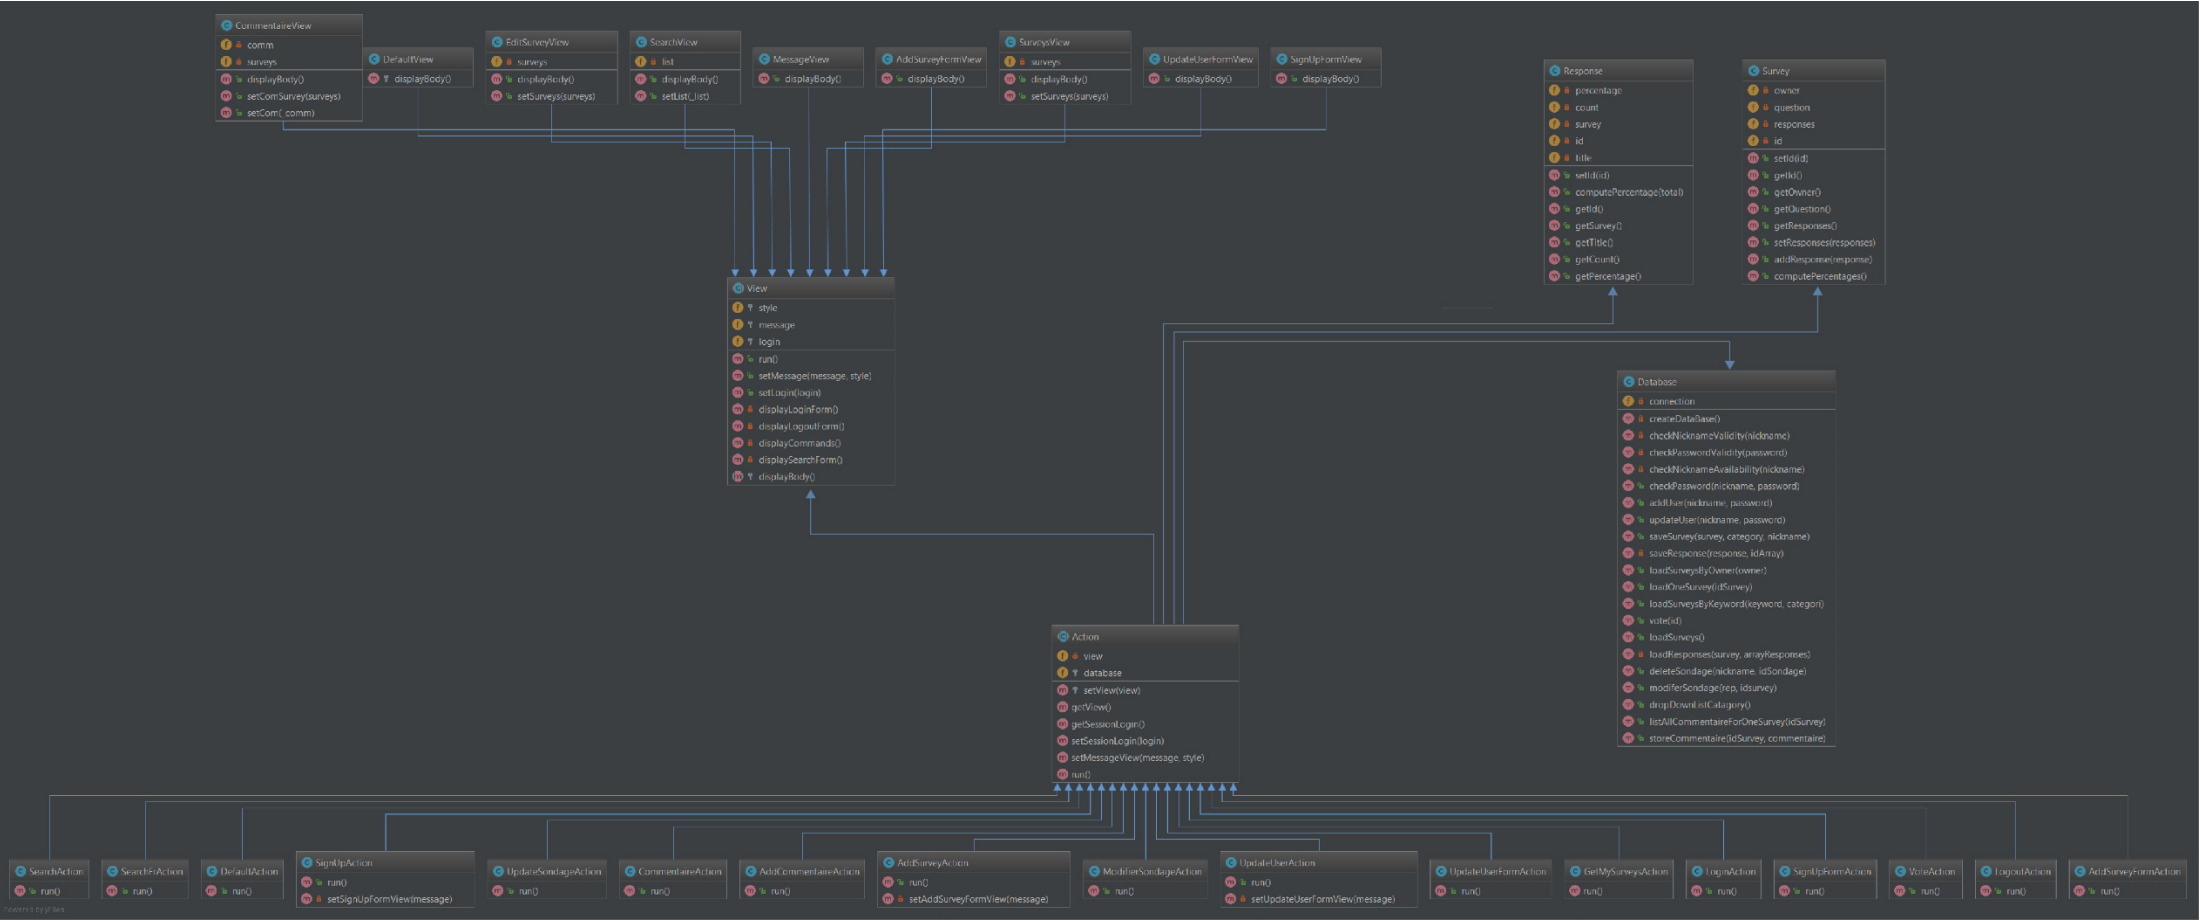 CommentaireView
comm
surveys
displayBody()
setComSurvey(surveys)
setCom(_comm)
DefaultView
displayBody()
EditSurveyView
surveys
displayBody()
setSurveys(surveys)
SearchView
list
displayBody()
setList(_list)
MessageView
displayBody()
AddSurveyFormView
displayBody()
SurveysView
surveys
displayBody()
setSurveys(surveys)
UpdateUserFormView
displayBody()
SignUpFormView
displayBody()
Response
percentage
count
survey
id
title
setId(id)
computePercentage(total)
getId()
getSurvey()
getTitle()
getCount()
getPercentage()
Survey
owner
question
responses
id
setId(id)
getId()
getOwner()
getQuestion()
getResponses()
setResponses(responses)
addResponse(response)
computePercentages()
View
style
message
login
run()
setMessage(message, style)
setLogin(login)
displayLoginForm()
displayLogoutForm()
displayCommands()
displaySearchForm()
displayBody()
Database
connection
createDataBase()
checkNicknameValidity(nickname)
checkPasswordValidity(password)
checkNicknameAvailability(nickname)
checkPassword(nickname, password)
addUser(nickname, password)
updateUser(nickname, password)
saveSurvey(survey, category, nickname)
saveResponse(response, idArray)
loadSurveysByOwner(owner)
loadOneSurvey(idSurvey)
loadSurveysByKeyword(keyword, categori)
vote(id)
loadSurveys()
loadResponses(survey, arrayResponses)
deleteSondage(nickname, idSondage)
modiferSondage(rep, idsurvey)
dropDownListCatagory()
listAllCommentaireForOneSurvey(idSurvey)
storeCommentaire(idSurvey, commentaire)
Action
view
database
setView(view)
getView()
getSessionLogin()
setSessionLogin(login)
setMessageView(message, style)
run()
SearchAction
run()
SearchFrAction
run()
DefaultAction
run()
SignUpAction
run()
setSignUpFormView(message)
UpdateSondageAction
run()
CommentaireAction
run()
AddCommentaireAction
run()
AddSurveyAction
run()
setAddSurveyFormView(message)
ModifierSondageAction
run()
UpdateUserAction
run()
setUpdateUserFormView(message)
UpdateUserFormAction
run()
GetMySurveysAction
run()
LoginAction
run()
SignUpFormAction
run()
VoteAction
run()
LogoutAction
run()
AddSurveyFormAction
run()
Powered by yFiles